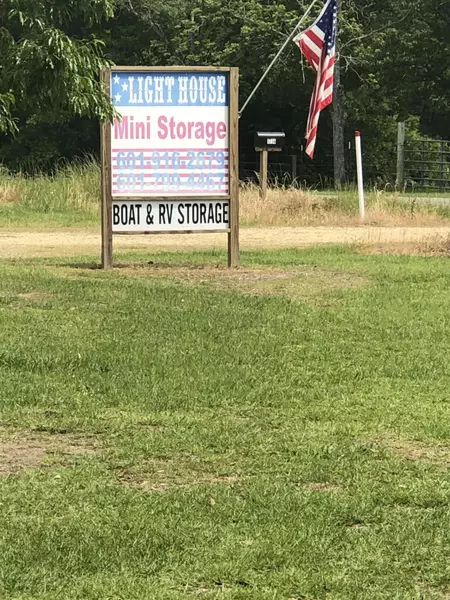 LIGHT HOUSE
Mini Storage
BOAT & RV STORAGE